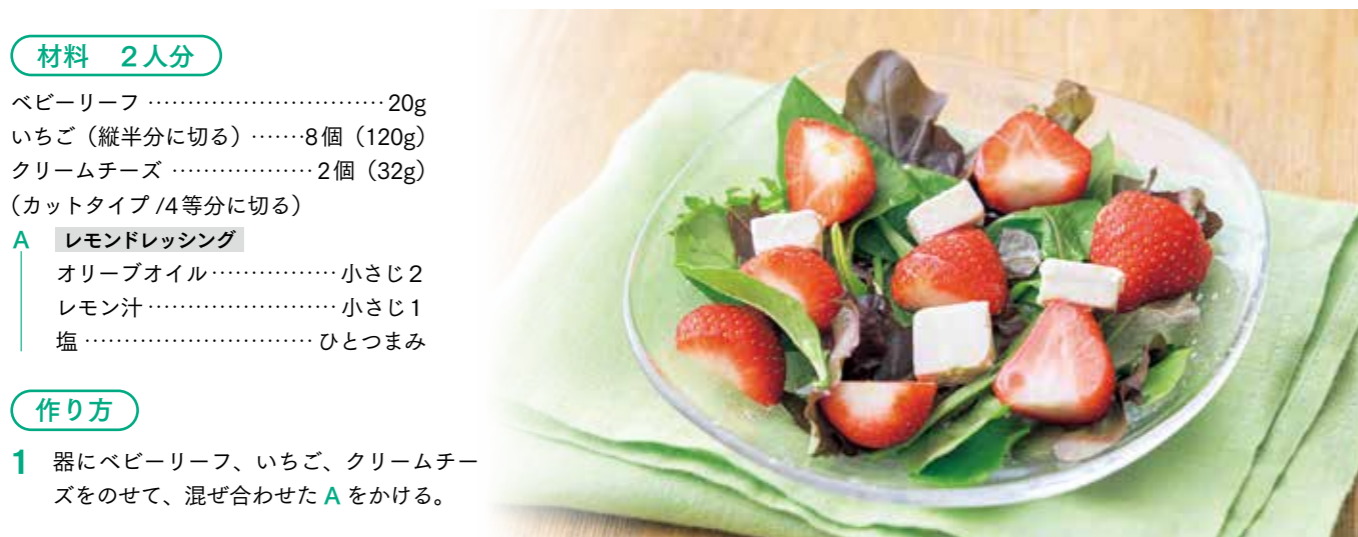 材料　2人分
ベビーリーフ …………………………20g
いちご（縦半分に切る）…….8個（120g）
クリームチーズ ………………2個（32g）
（カットタイプ /4等分に切る）
A　レモンドレッシング
オリーブオイル……………小さじ2
レモン汁……………………小さじ1
塩 ………………………… ひとつまみ
作り方
1　器にベビーリーフ、いちご、クリームチー
ズをのせて、混ぜ合わせた A をかける。